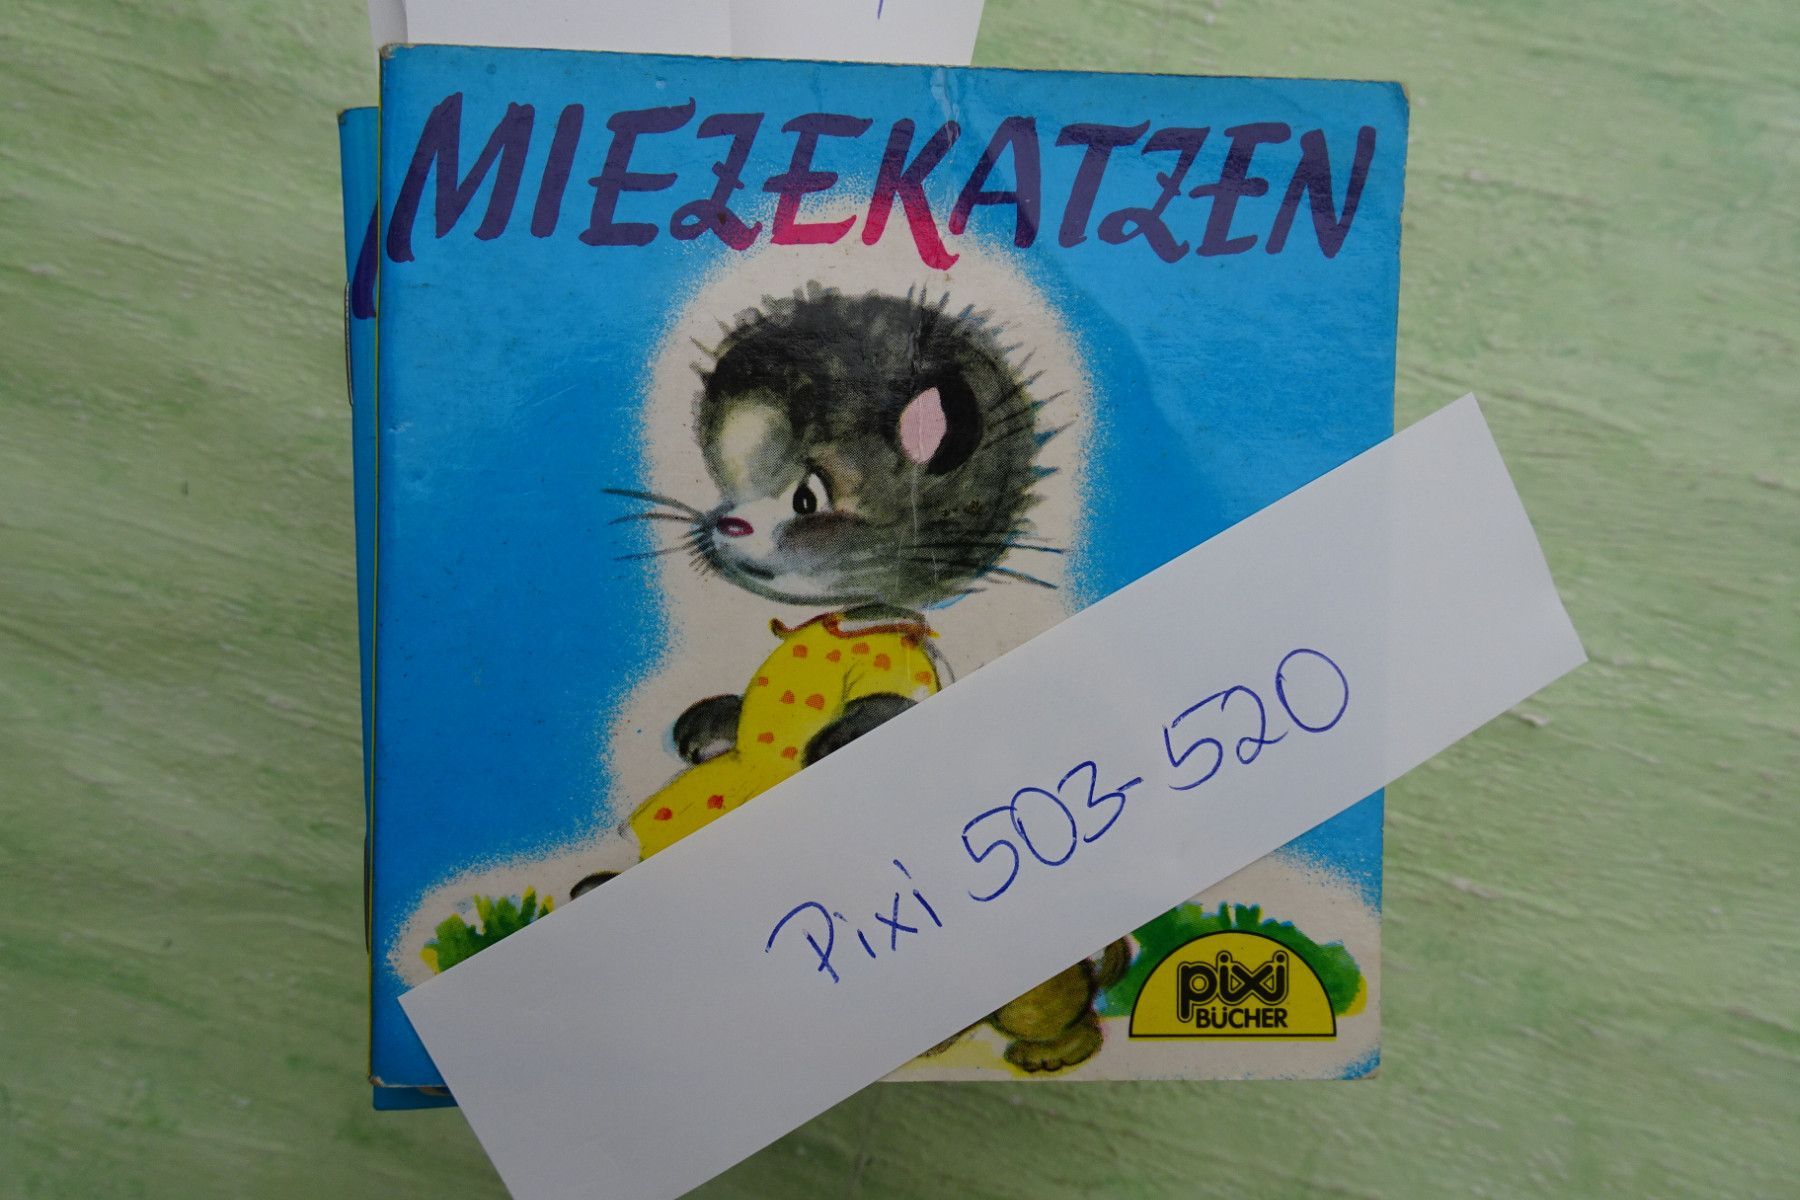 MIEZEKATZEN
Pixi 503-520
pixi
BÜCHER